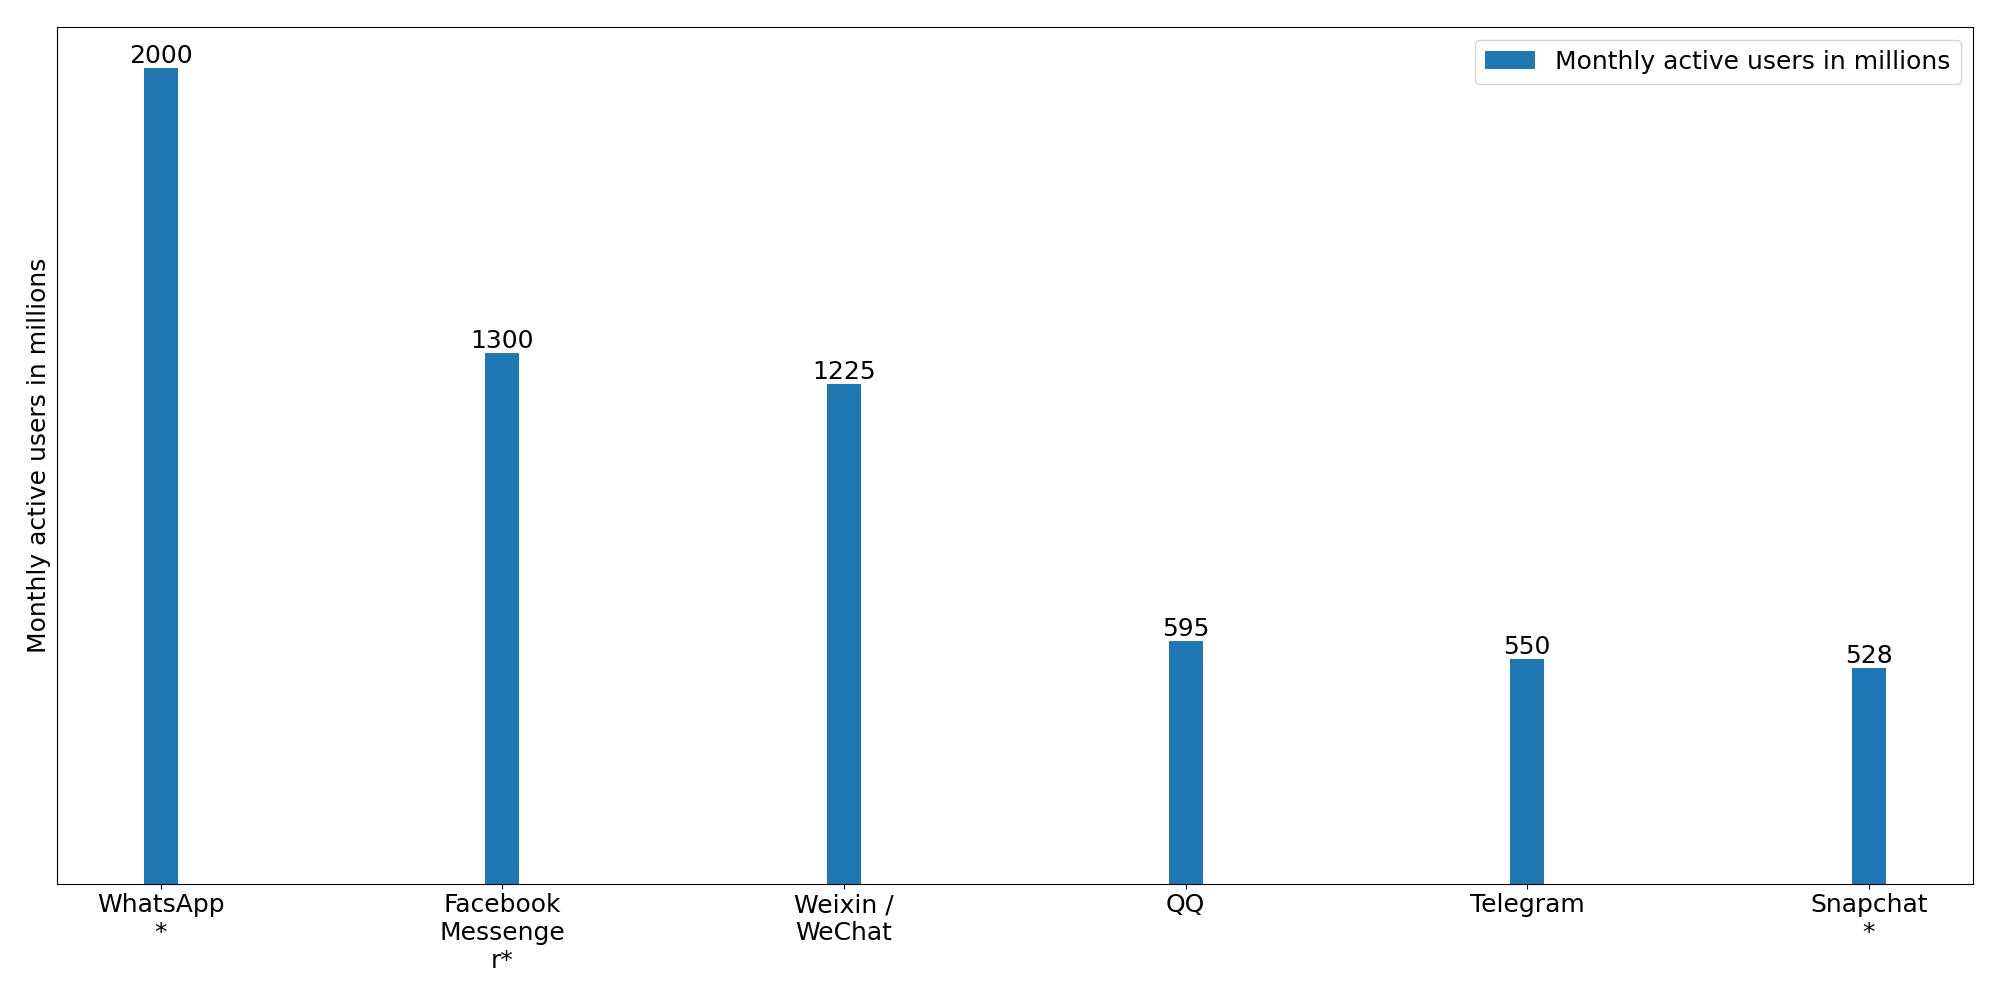 2000
Monthly active users in millions
1300
1225
595
550
528
Monthly active users in millions
WhatsApp
*
Facebook
Messenge
r*
Weixin /
WeChat
QQ
Telegram
Snapchat
*